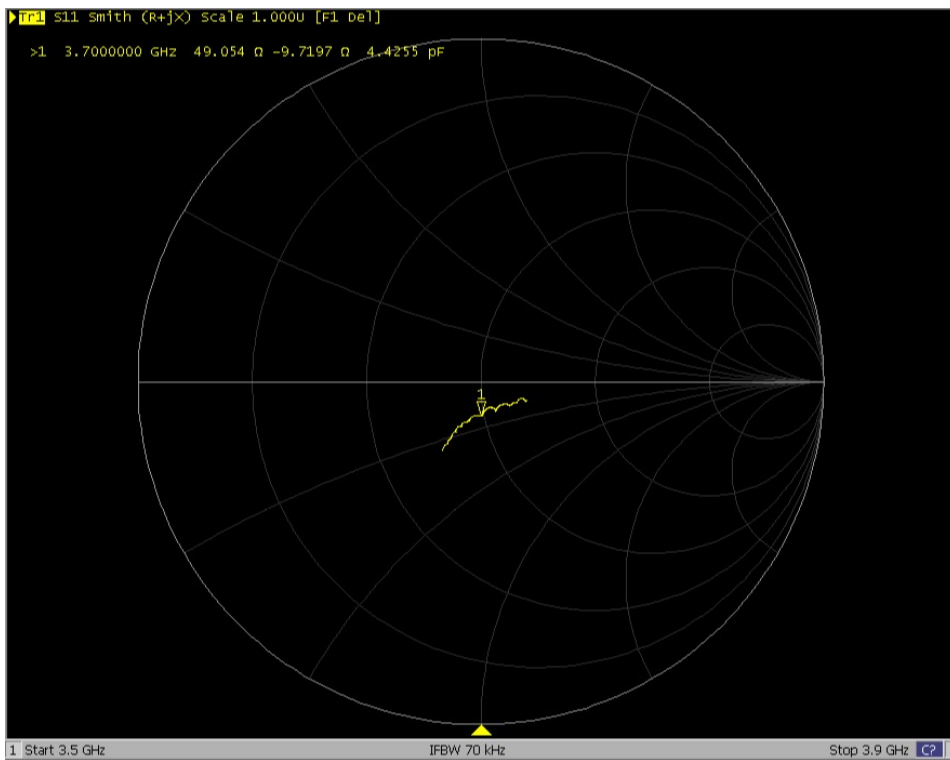 Tr1 S11 Smith (R+jX) Scale 1.000U [F1 Del]
>1 3.7000000 GHz 49.054 Ω -9.7197 Ω 4.4255 pF
1
1 Start 3.5 GHz IFBW 70 kHz Stop 3.9 GHz C?